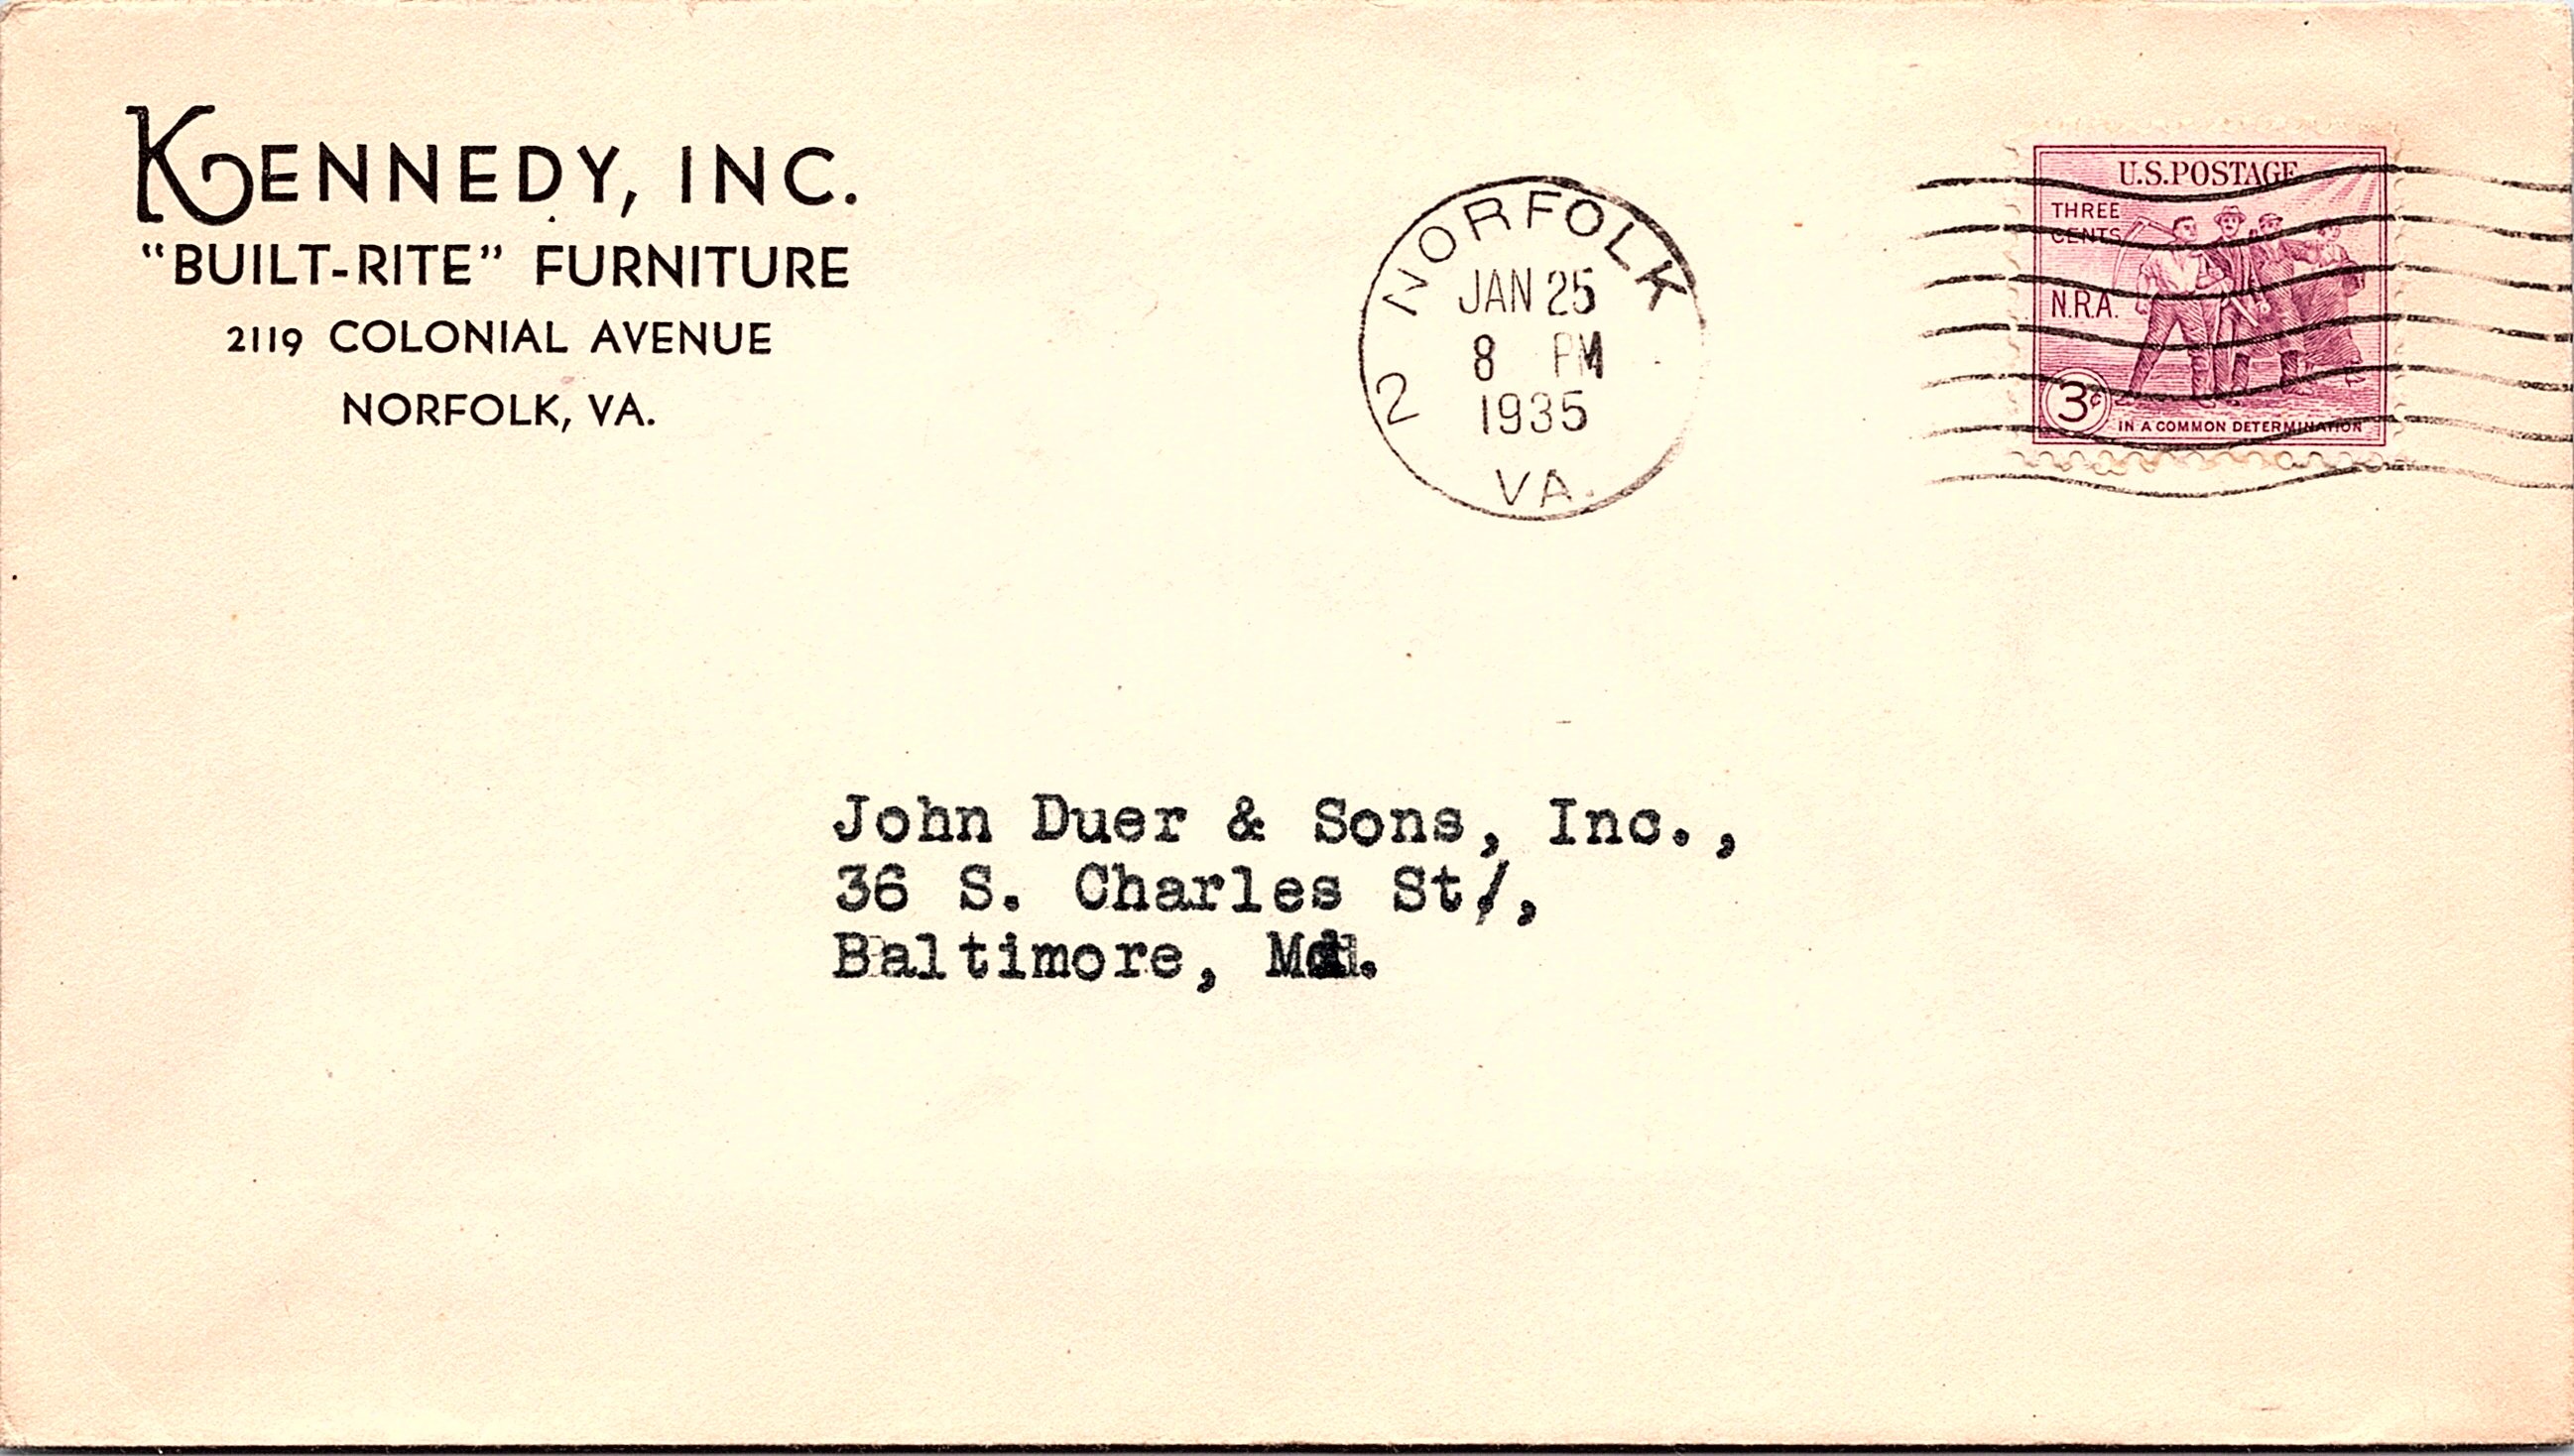 KENNEDY, INC.
"BUILT-RITE" FURNITURE
2119 COLONIAL AVENUE
NORFOLK, VA.
NORFOLK
JAN 25
8 PM
1935
2
VA.
U.S. POSTAGE
THREE
CENTS
N.R.A.
3¢
IN A COMMON DETERMINATION
John Duer & Sons, Inc.,
36 S. Charles St/,
Baltimore, Md.